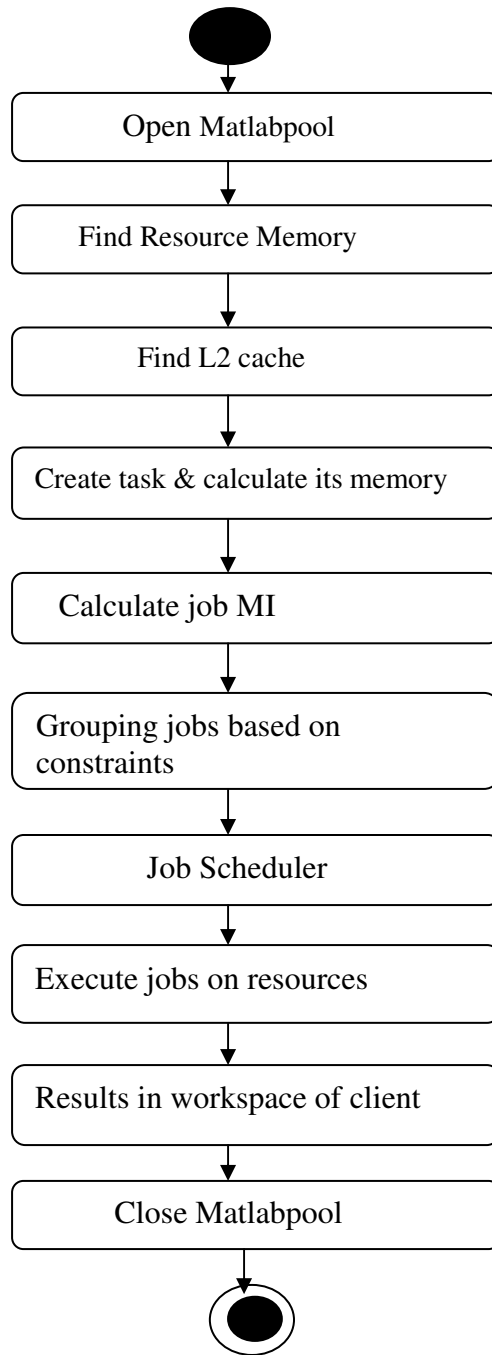 Open Matlabpool
Find Resource Memory
Find L2 cache
Create task & calculate its memory
Calculate job MI
Grouping jobs based on
constraints
Job Scheduler
Execute jobs on resources
Results in workspace of client
Close Matlabpool